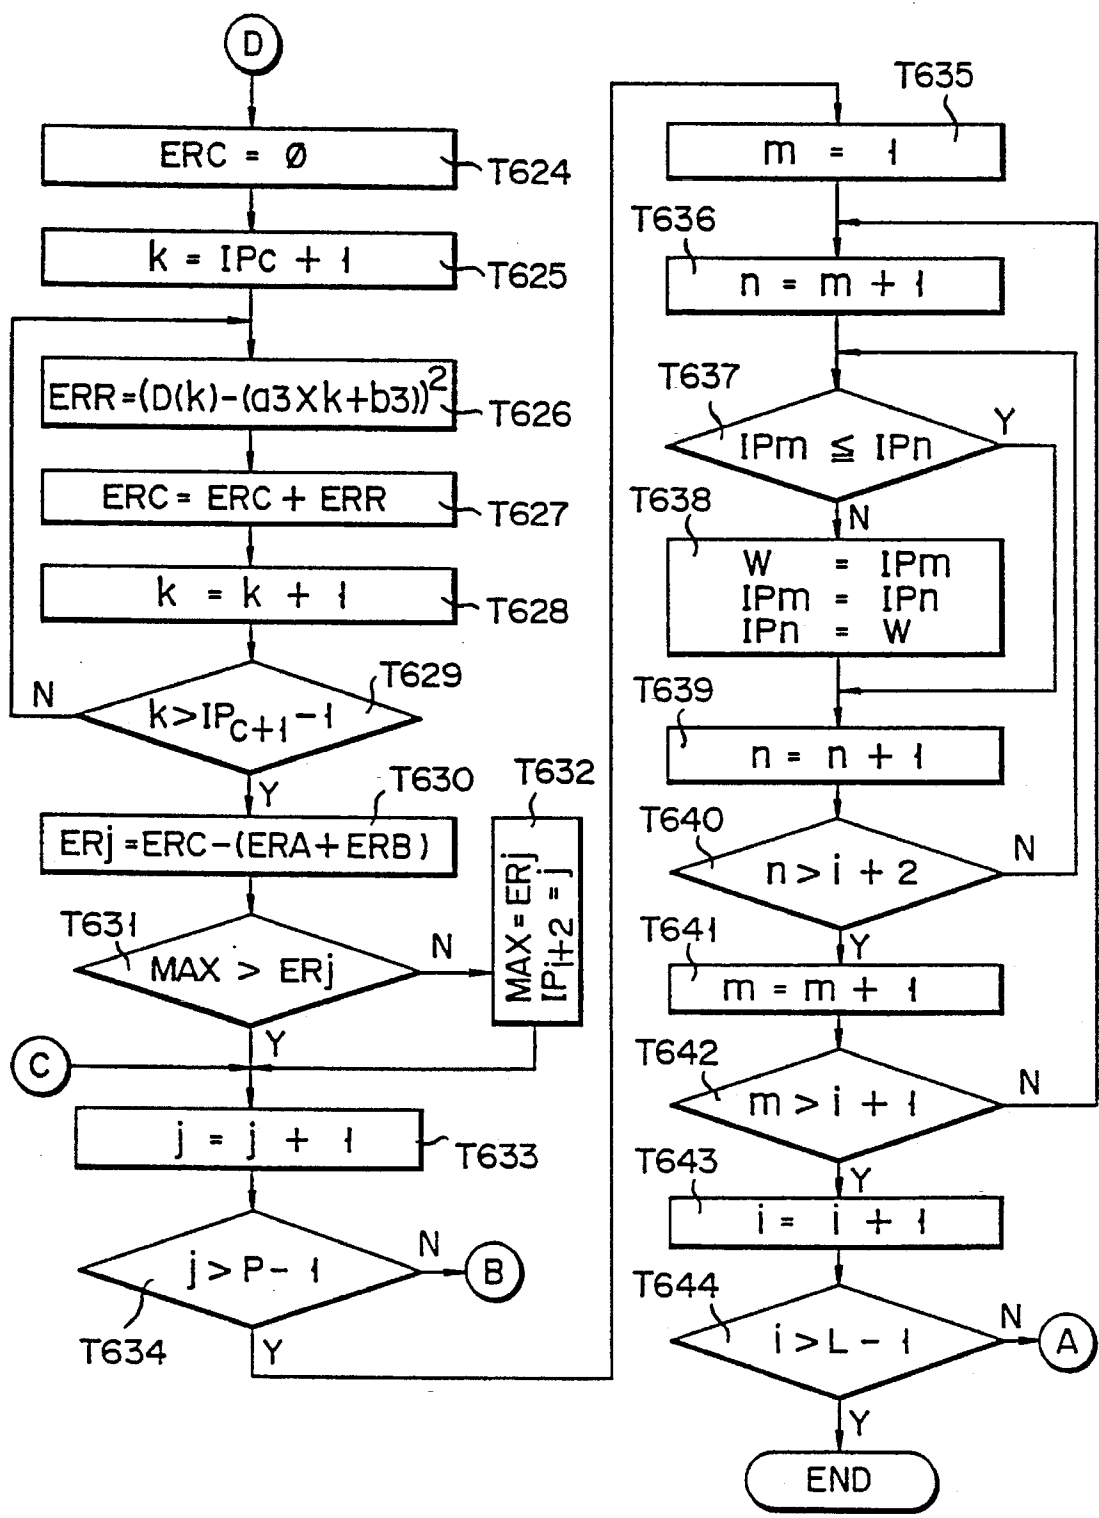 D
ERC = Ø
T624
k = IPc + 1
T625
ERR=(D(k)-(a3Xk+b3))²
T626
ERC = ERC + ERR
T627
k = k + 1
T628
T629
N
k>IPC+1-1
Y
T630
T632
ERj=ERC-(ERA+ERB)
MAX=ERj
IPi+2=j
T631
N
MAX > ERj
Y
C
j = j + 1
T633
N
j>P-1
B
T634
Y
T635
m = 1
T636
n = m + 1
T637
Y
IPm ≦ IPn
T638
N
W = IPm
IPm = IPn
IPn = W
T639
n = n + 1
T640
N
n>i+2
T641
Y
m = m + 1
T642
N
m>i+1
T643
Y
i = i + 1
T644
N
i>L-1
A
Y
END